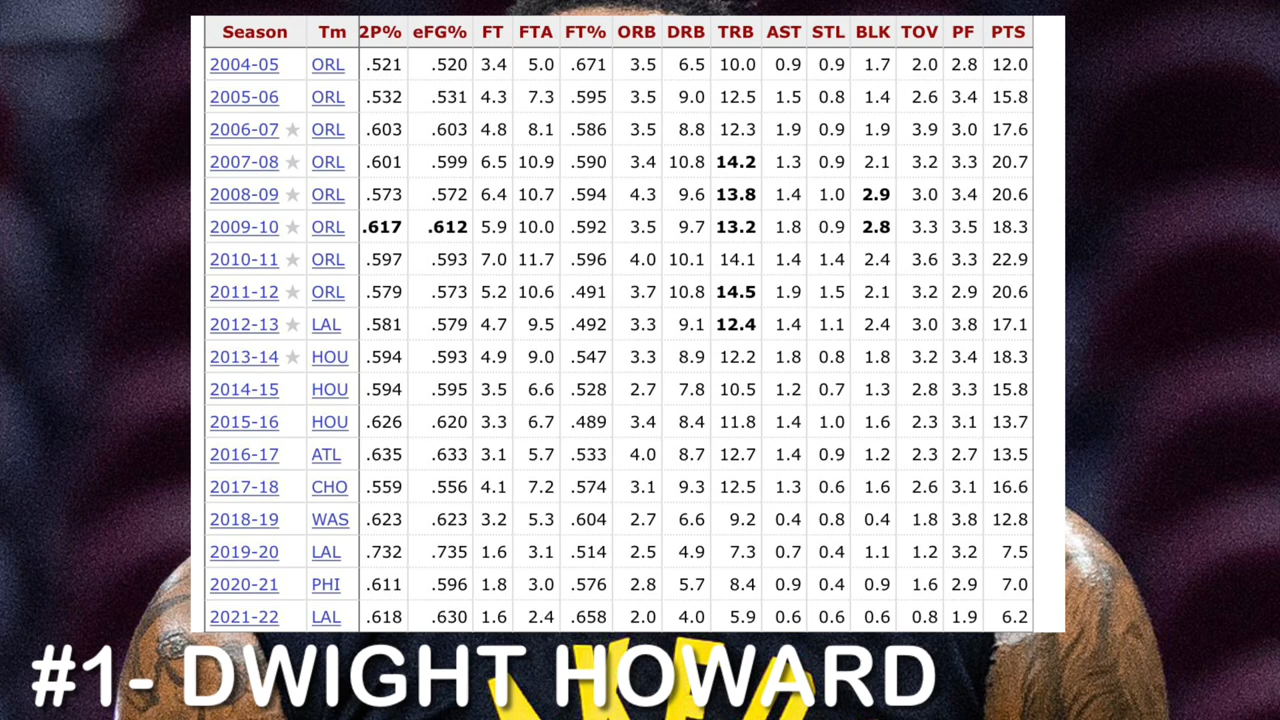 Season Tm 2P% eFG% FT FTA FT% ORB DRB TRB AST STL BLK TOV PF PTS
2004-05 ORL .521 .520 3.4 5.0 .671 3.5 6.5 10.0 0.9 0.9 1.7 2.0 2.8 12.0
2005-06 ORL .532 .531 4.3 7.3 .595 3.5 9.0 12.5 1.5 0.8 1.4 2.6 3.4 15.8
2006-07 ★ ORL .603 .603 4.8 8.1 .586 3.5 8.8 12.3 1.9 0.9 1.9 3.9 3.0 17.6
2007-08 ★ ORL .601 .599 6.5 10.9 .590 3.4 10.8 14.2 1.3 0.9 2.1 3.2 3.3 20.7
2008-09 ★ ORL .573 .572 6.4 10.7 .594 4.3 9.6 13.8 1.4 1.0 2.9 3.0 3.4 20.6
2009-10 ★ ORL .617 .612 5.9 10.0 .592 3.5 9.7 13.2 1.8 0.9 2.8 3.3 3.5 18.3
2010-11 ★ ORL .597 .593 7.0 11.7 .596 4.0 10.1 14.1 1.4 1.4 2.4 3.6 3.3 22.9
2011-12 ★ ORL .579 .573 5.2 10.6 .491 3.7 10.8 14.5 1.9 1.5 2.1 3.2 2.9 20.6
2012-13 ★ LAL .581 .579 4.7 9.5 .492 3.3 9.1 12.4 1.4 1.1 2.4 3.0 3.8 17.1
2013-14 ★ HOU .594 .593 4.9 9.0 .547 3.3 8.9 12.2 1.8 0.8 1.8 3.2 3.4 18.3
2014-15 HOU .594 .595 3.5 6.6 .528 2.7 7.8 10.5 1.2 0.7 1.3 2.8 3.3 15.8
2015-16 HOU .626 .620 3.3 6.7 .489 3.4 8.4 11.8 1.4 1.0 1.6 2.3 3.1 13.7
2016-17 ATL .635 .633 3.1 5.7 .533 4.0 8.7 12.7 1.4 0.9 1.2 2.3 2.7 13.5
2017-18 CHO .559 .556 4.1 7.2 .574 3.1 9.3 12.5 1.3 0.6 1.6 2.6 3.1 16.6
2018-19 WAS .623 .623 3.2 5.3 .604 2.7 6.6 9.2 0.4 0.8 0.4 1.8 3.8 12.8
2019-20 LAL .732 .735 1.6 3.1 .514 2.5 4.9 7.3 0.7 0.4 1.1 1.2 3.2 7.5
2020-21 PHI .611 .596 1.8 3.0 .576 2.8 5.7 8.4 0.9 0.4 0.9 1.6 2.9 7.0
2021-22 LAL .618 .630 1.6 2.4 .658 2.0 4.0 5.9 0.6 0.6 0.6 0.8 1.9 6.2
#1- DWIGHT HOWARD